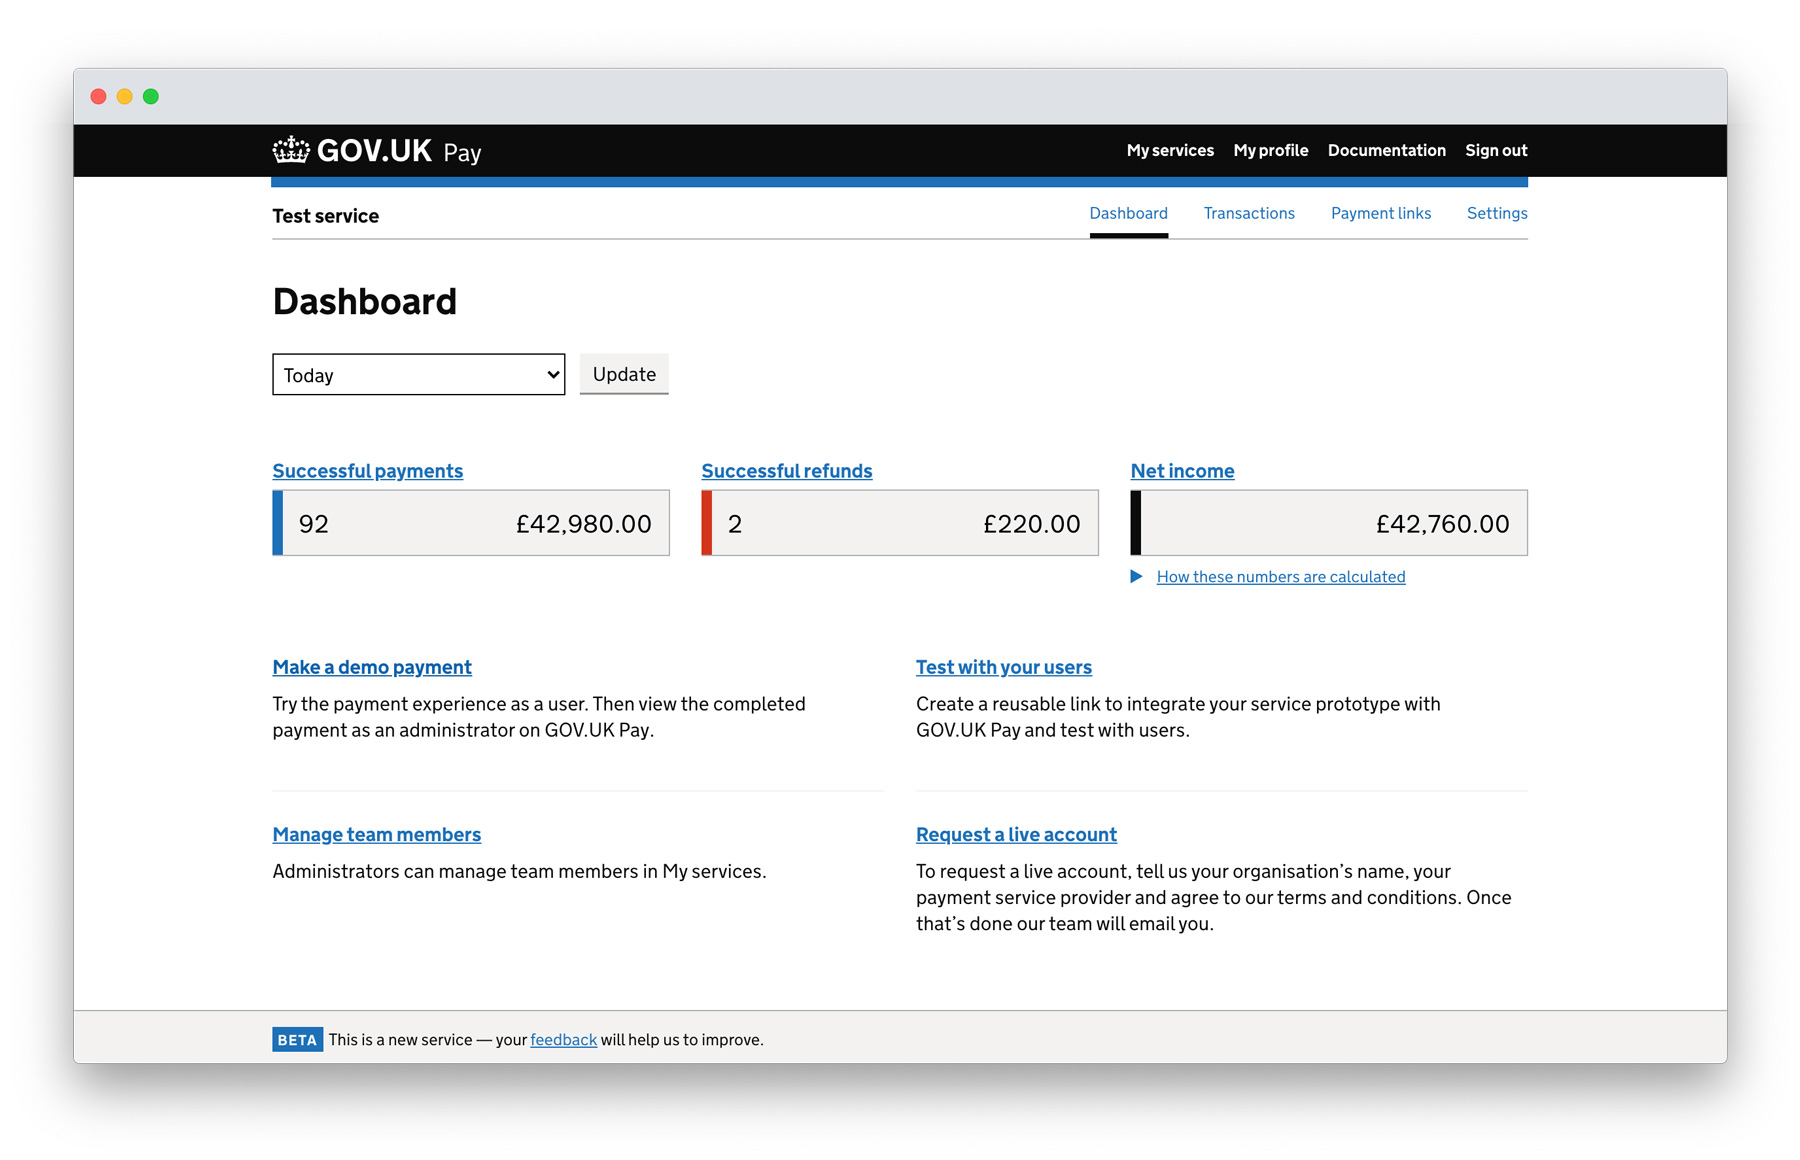 GOV.UK Pay
My services My profile Documentation Sign out
Test service
Dashboard Transactions Payment links Settings
Dashboard
Today
Update
Successful payments
92 £42,980.00
Successful refunds
2 £220.00
Net income
£42,760.00
How these numbers are calculated
Make a demo payment
Try the payment experience as a user. Then view the completed
payment as an administrator on GOV.UK Pay.
Test with your users
Create a reusable link to integrate your service prototype with
GOV.UK Pay and test with users.
Manage team members
Administrators can manage team members in My services.
Request a live account
To request a live account, tell us your organisation’s name, your
payment service provider and agree to our terms and conditions. Once
that’s done our team will email you.
BETA This is a new service — your feedback will help us to improve.